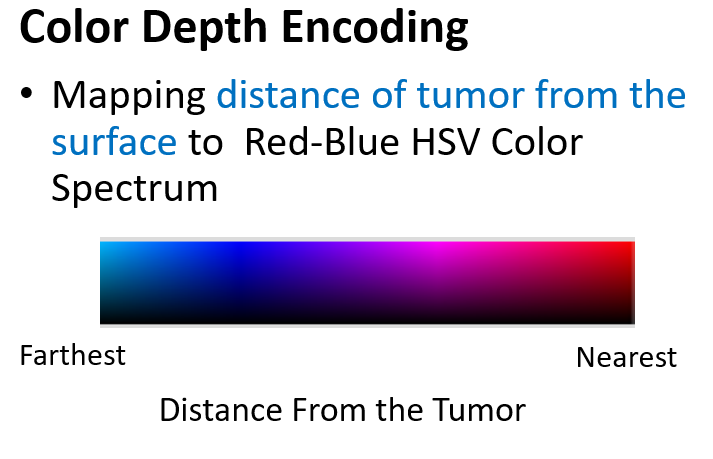 Color Depth Encoding
• Mapping distance of tumor from the
surface to  Red-Blue HSV Color
Spectrum
Farthest
Nearest
Distance From the Tumor